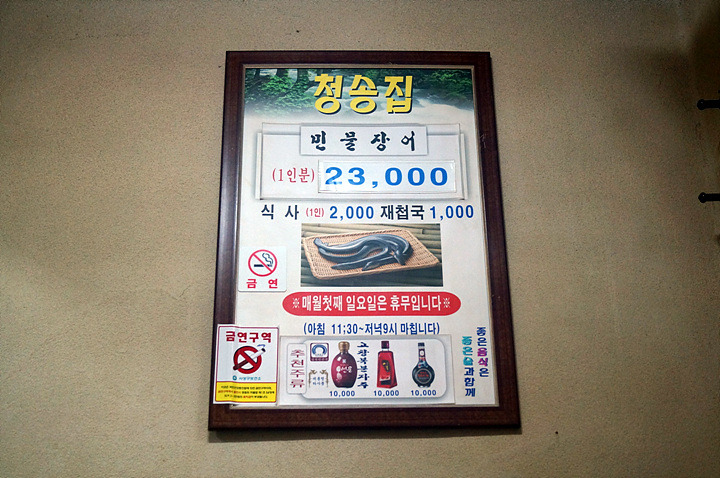 청송집
민물장어
(1인분) 23,000
식 사 (1인) 2,000 재첩국 1,000
금 연
※매월첫째 일요일은 휴무입니다※
(아침 11:30~저녁9시 마칩니다)
금연구역
추천주류
고창복분자주
10,000 10,000 10,000
좋은음식은
좋은술과함께